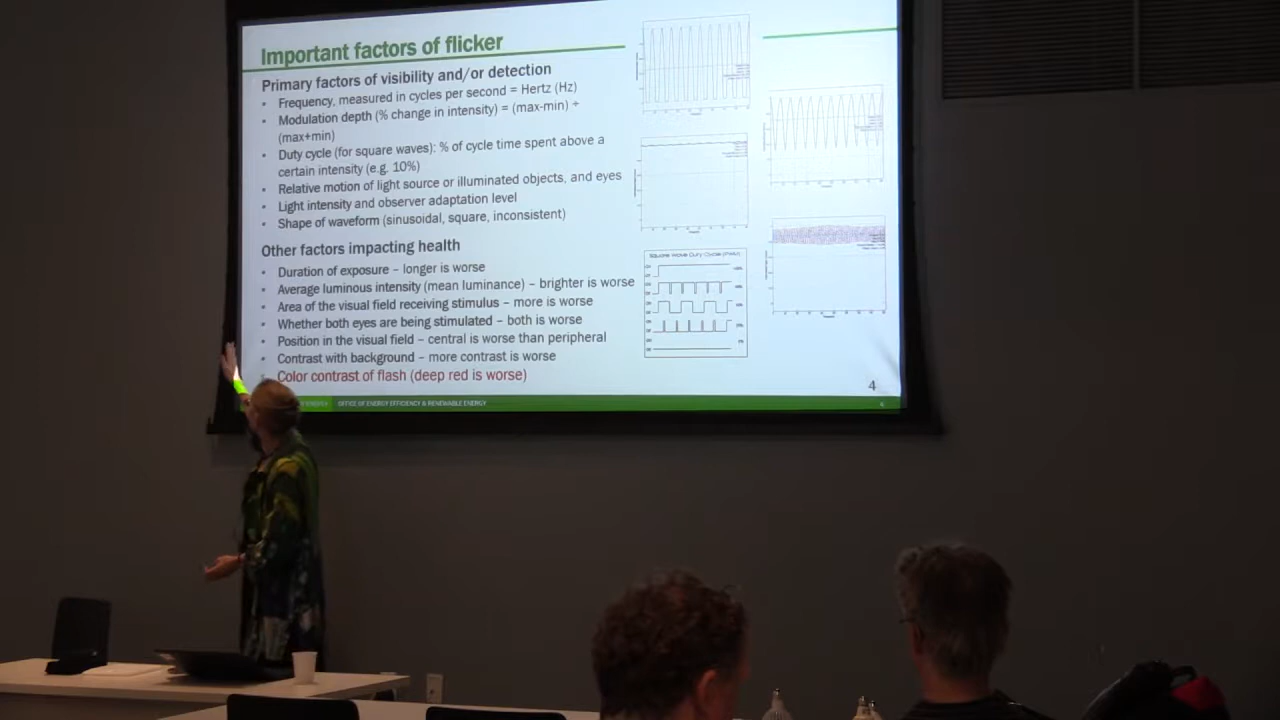 Important factors of flicker
Primary factors of visibility and/or detection
• Frequency, measured in cycles per second = Hertz (Hz)
• Modulation depth (% change in intensity) = (max-min) ÷
(max+min)
• Duty cycle (for square waves): % of cycle time spent above a
certain intensity (e.g. 10%)
• Relative motion of light source or illuminated objects, and eyes
• Light intensity and observer adaptation level
• Shape of waveform (sinusoidal, square, inconsistent)
Other factors impacting health
• Duration of exposure – longer is worse
• Average luminous intensity (mean luminance) – brighter is worse
• Area of the visual field receiving stimulus – more is worse
• Whether both eyes are being stimulated – both is worse
• Position in the visual field – central is worse than peripheral
• Contrast with background – more contrast is worse
Color contrast of flash (deep red is worse)
Square Wave Duty Cycle
4
ENERGY OFFICE OF ENERGY EFFICIENCY & RENEWABLE ENERGY